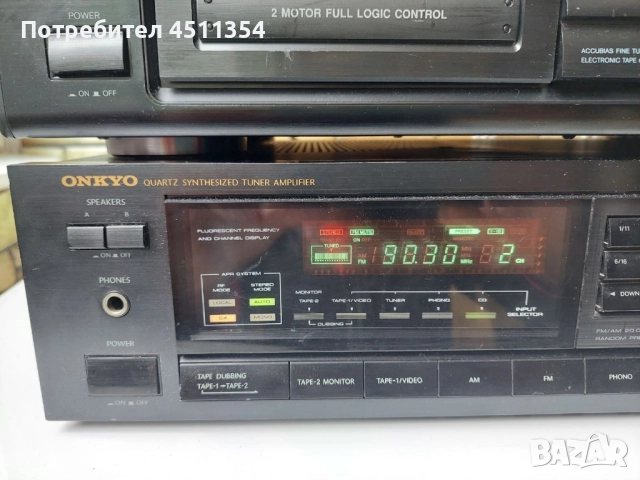 Потребител 4511354
POWER
ON OFF
2 MOTOR FULL LOGIC CONTROL
ACCUBIAS FINE TU
ELECTRONIC TAPE
ONKYO QUARTZ SYNTHESIZED TUNER AMPLIFIER
SPEAKERS
A B
ON OFF
PHONES
POWER
ON OFF
FLUORESCENT FREQUENCY
AND CHANNEL DISPLAY
TUNED
FM 90.30 MHz 2 CH
APR SYSTEM
RF MODE
STEREO MODE
LOCAL AUTO
DX MONO
MONITOR
TAPE-2 TAPE-1/VIDEO TUNER PHONO CD
DUBBING
INPUT SELECTOR
1/11
6/16
DOWN
FM/AM 20
RANDOM PRE
TAPE DUBBING
TAPE-1 TAPE-2
TAPE-2 MONITOR
TAPE-1/VIDEO
AM
FM
PHONO
BAZAR